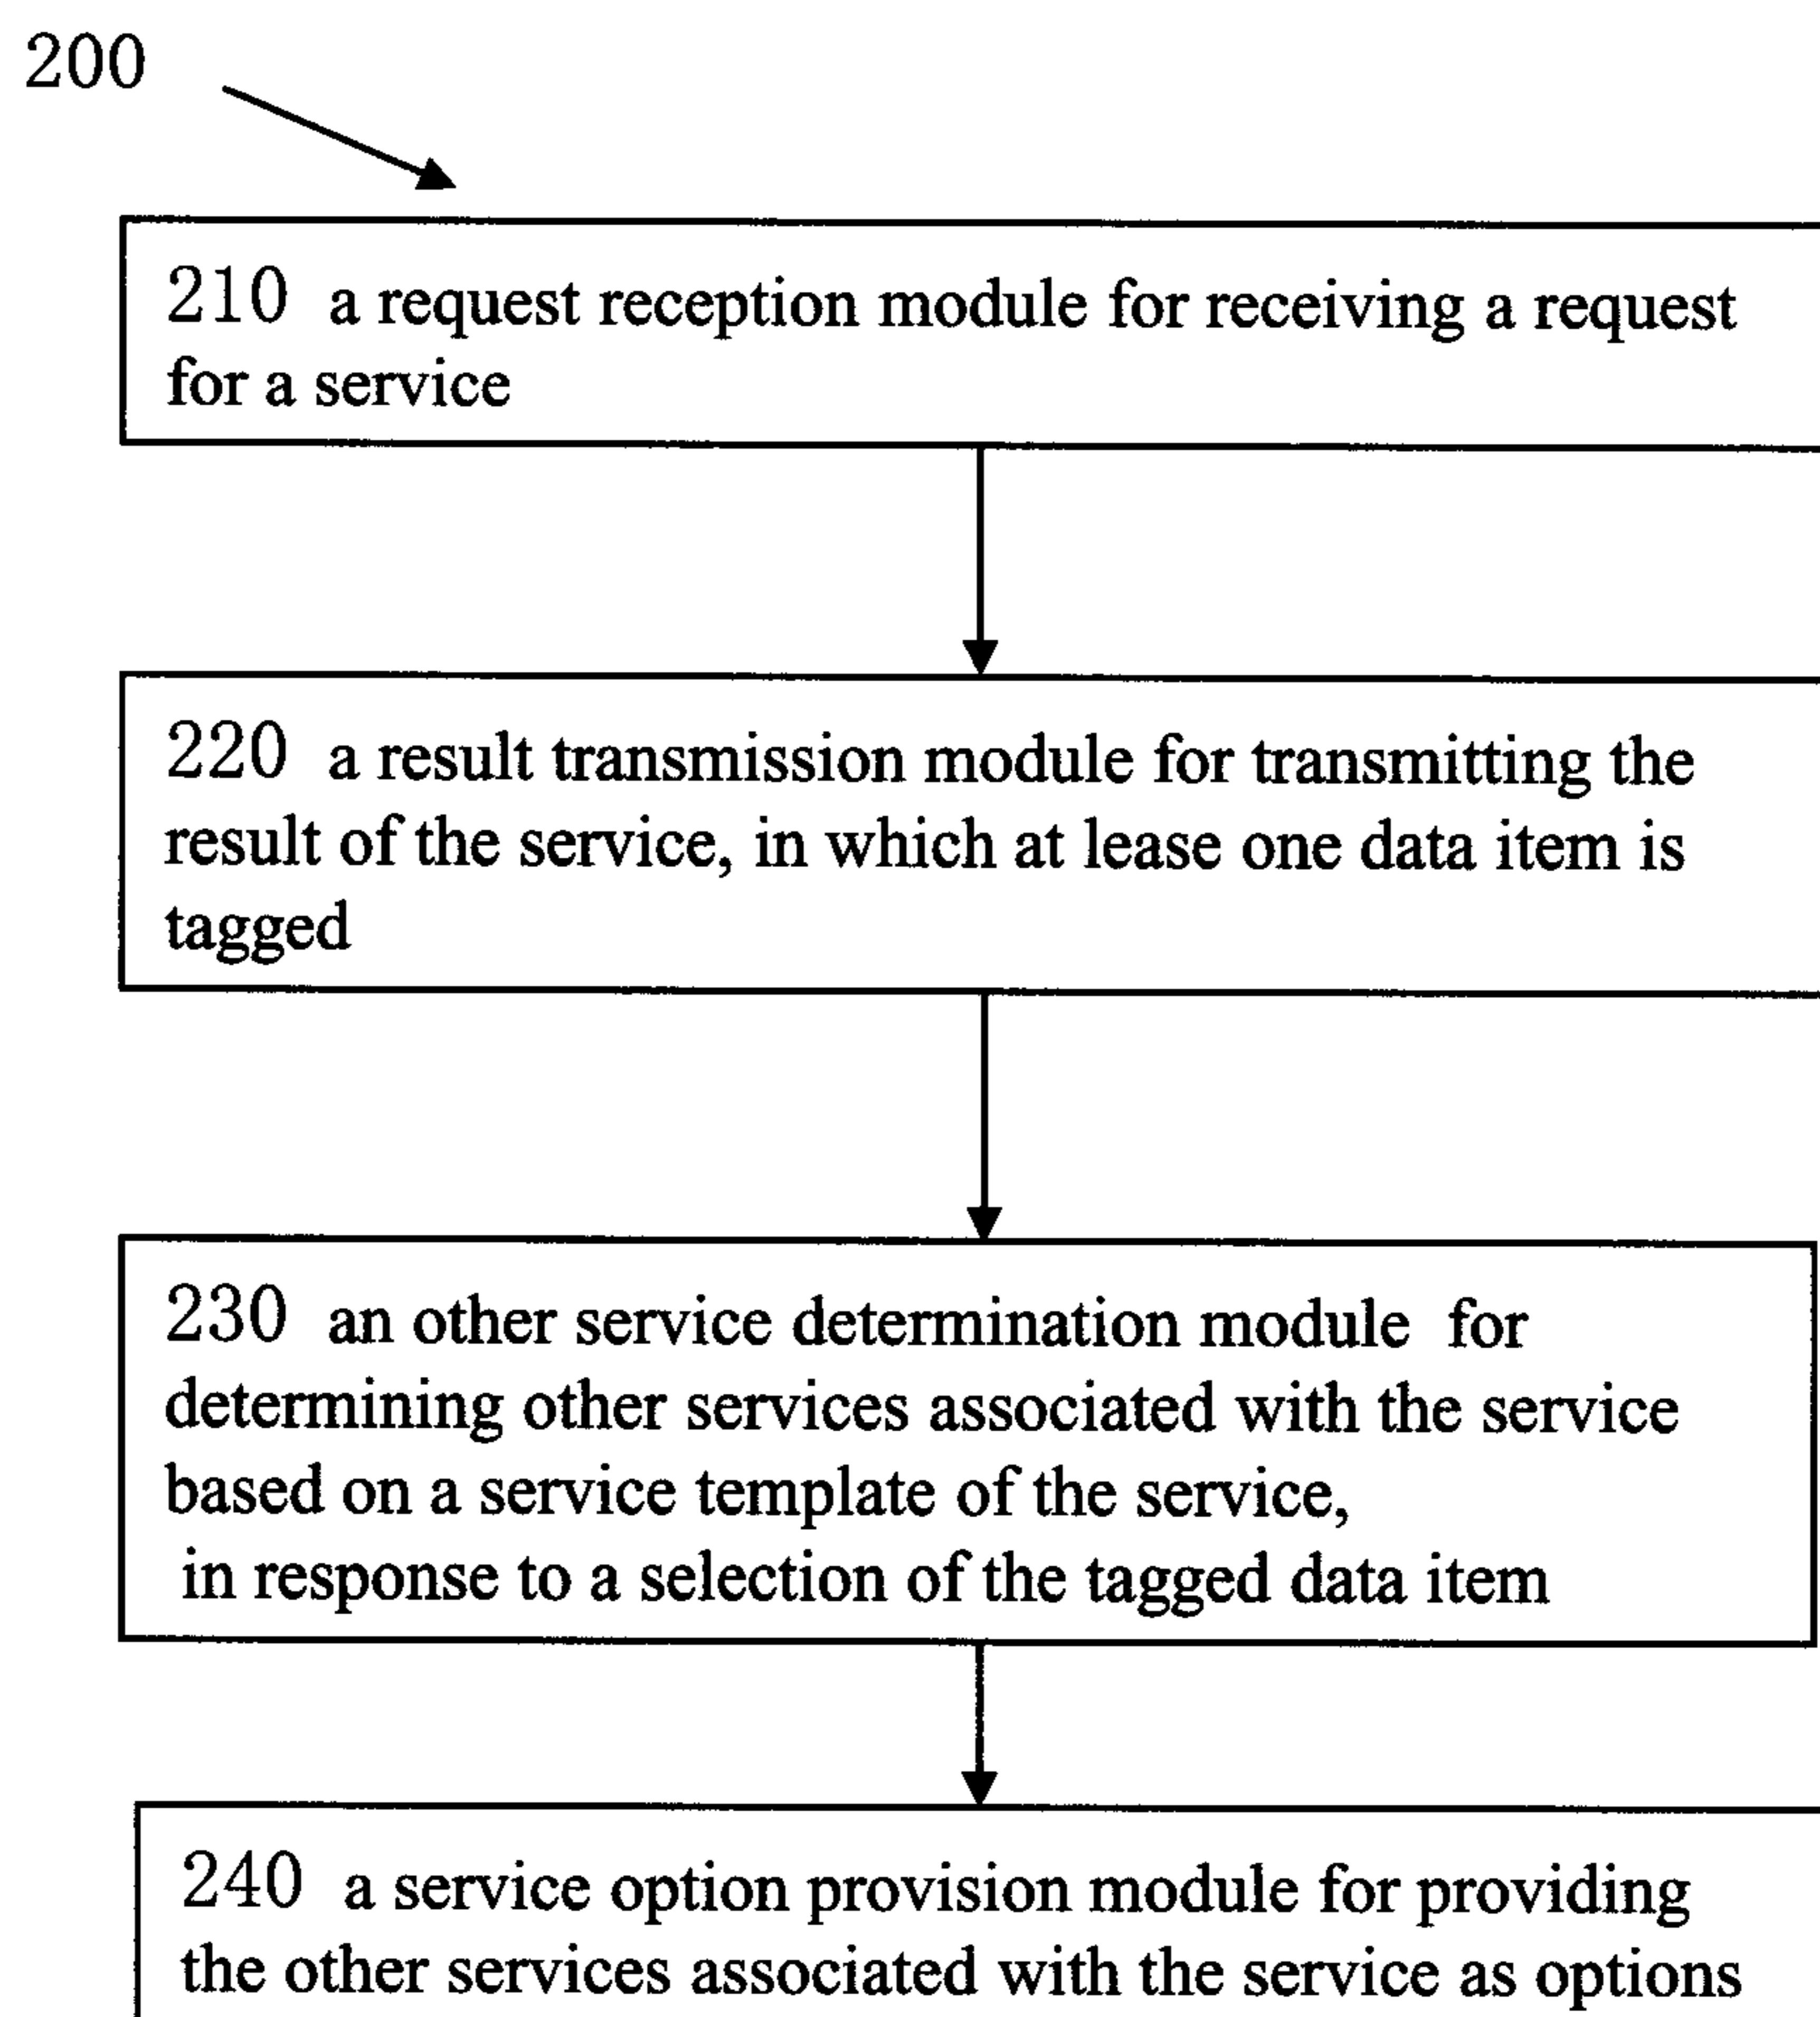 200
210 a request reception module for receiving a request
for a service
220 a result transmission module for transmitting the
result of the service, in which at lease one data item is
tagged
230 an other service determination module for
determining other services associated with the service
based on a service template of the service,
in response to a selection of the tagged data item
240 a service option provision module for providing
the other services associated with the service as options